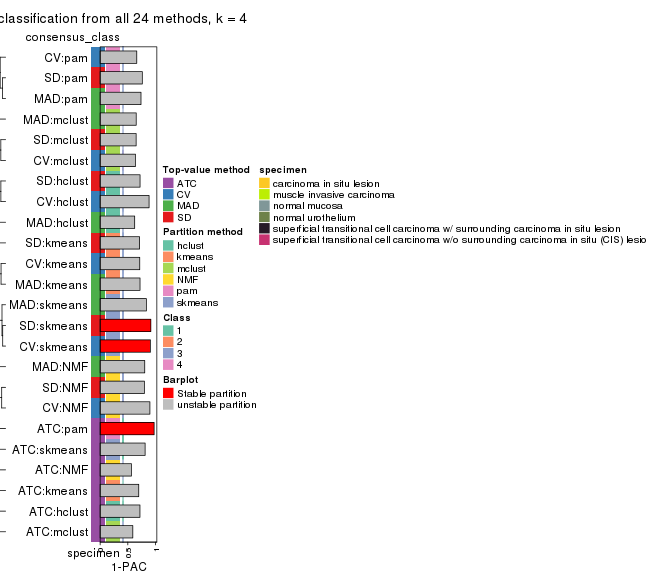 classification from all 24 methods, k = 4
consensus_class
CV:pam
SD:pam
MAD:pam
MAD:mclust
SD:mclust
CV:mclust
SD:hclust
CV:hclust
MAD:hclust
SD:kmeans
CV:kmeans
MAD:kmeans
MAD:skmeans
SD:skmeans
CV:skmeans
MAD:NMF
SD:NMF
CV:NMF
ATC:pam
ATC:skmeans
ATC:NMF
ATC:kmeans
ATC:hclust
ATC:mclust
specimen
0
0.5
1
1-PAC
Top-value method
ATC
CV
MAD
SD
Partition method
hclust
kmeans
mclust
NMF
pam
skmeans
Class
1
2
3
4
Barplot
Stable partition
unstable partition
specimen
carcinoma in situ lesion
muscle invasive carcinoma
normal mucosa
normal urothelium
superficial transitional cell carcinoma w/ surrounding carcinoma in situ lesion
superficial transitional cell carcinoma w/o surrounding carcinoma in situ (CIS) lesio